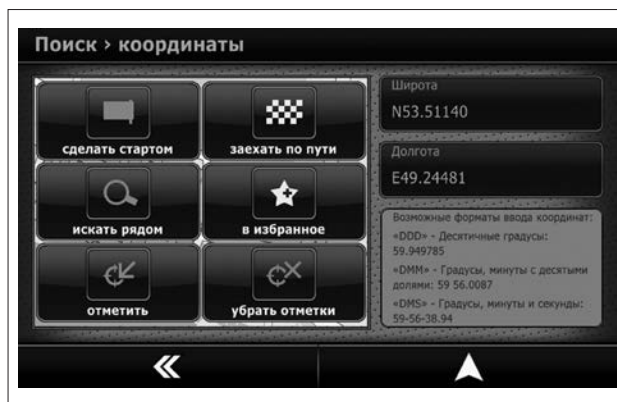 Поиск › координаты
сделать стартом
заехать по пути
искать рядом
в избранное
отметить
убрать отметки
Широта
N53.51140
Долгота
E49.24481
Возможные форматы ввода координат:
«DDD» - Десятичные градусы:
59.949785
«DMM» - Градусы, минуты с десятыми
долями: 59 56.0087
«DMS» - Градусы, минуты и секунды:
59-56-38.94